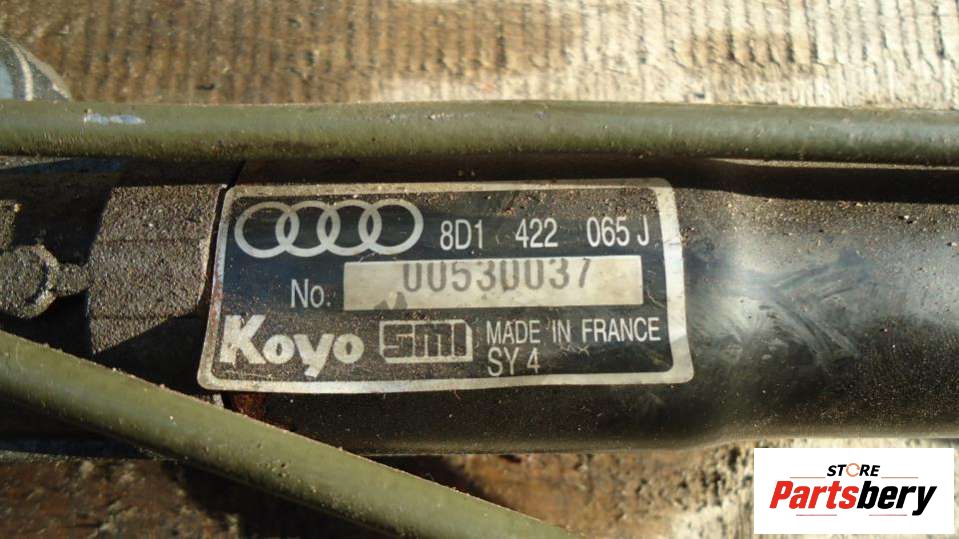 8D1 422 065 J
No. 00530037
Koyo SMI MADE IN FRANCE
SY 4
STORE
Partsbery